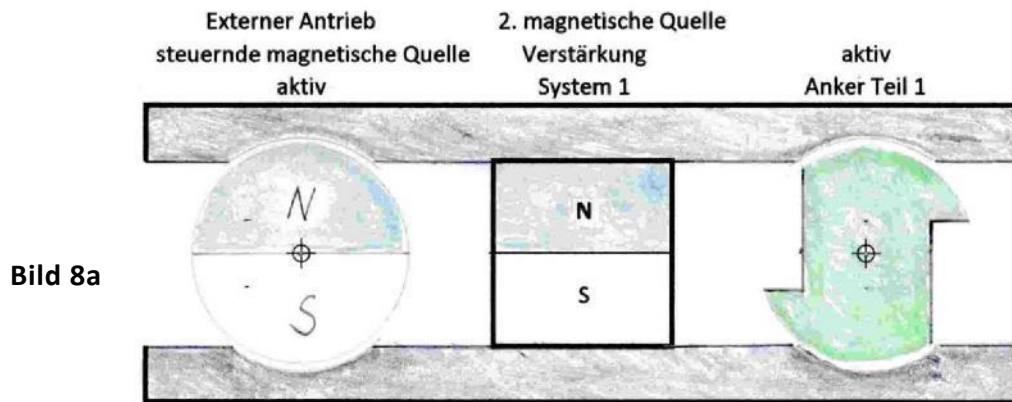 Externer Antrieb
steuernde magnetische Quelle
aktiv
2. magnetische Quelle
Verstärkung
System 1
aktiv
Anker Teil 1
N
S
N
S
Bild 8a